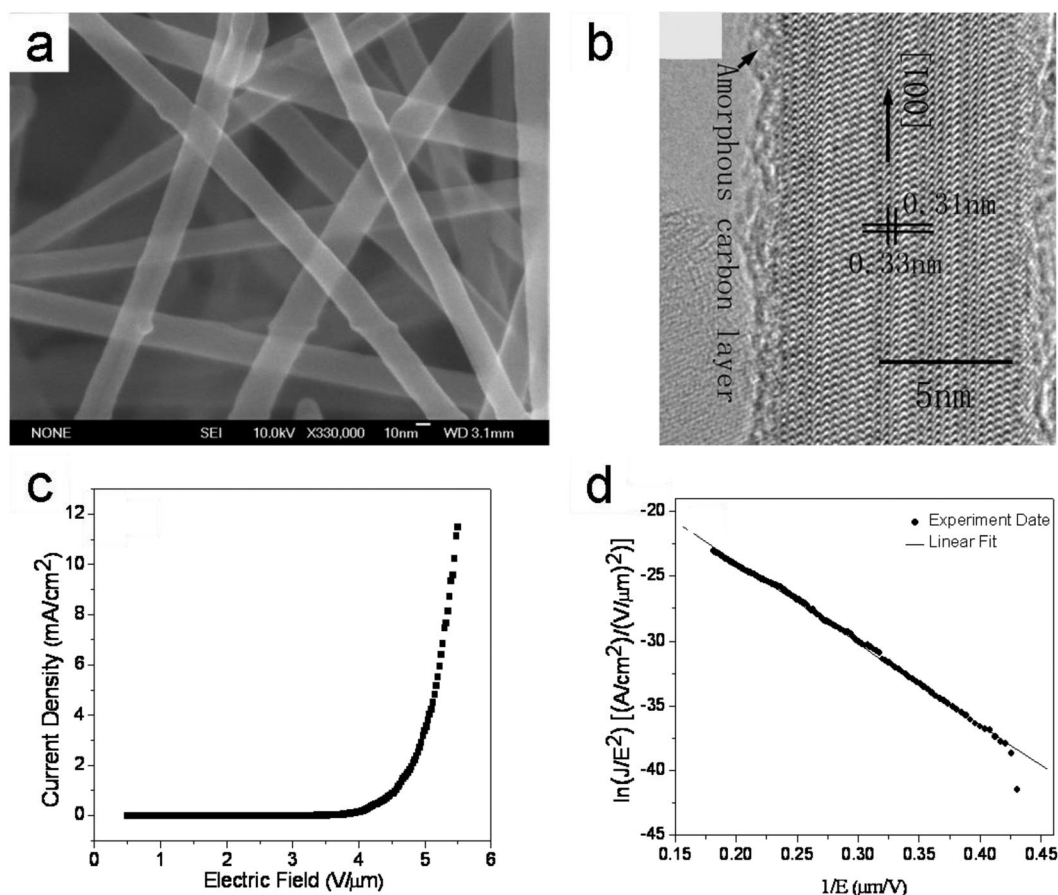 a
NONE SEI 10.0kV X330,000 10nm WD 3.1mm
b
Amorphous carbon layer
[100]
0.31nm
0.33nm
5nm
c
12
10
8
6
4
2
0
Current Density (mA/cm²)
0 1 2 3 4 5 6
Electric Field (V/μm)
d
-20
-25
-30
-35
-40
-45
ln(J/E²) [(A/cm²)/(V/μm)²)]
Experiment Date
Linear Fit
0.15 0.20 0.25 0.30 0.35 0.40 0.45
1/E (μm/V)